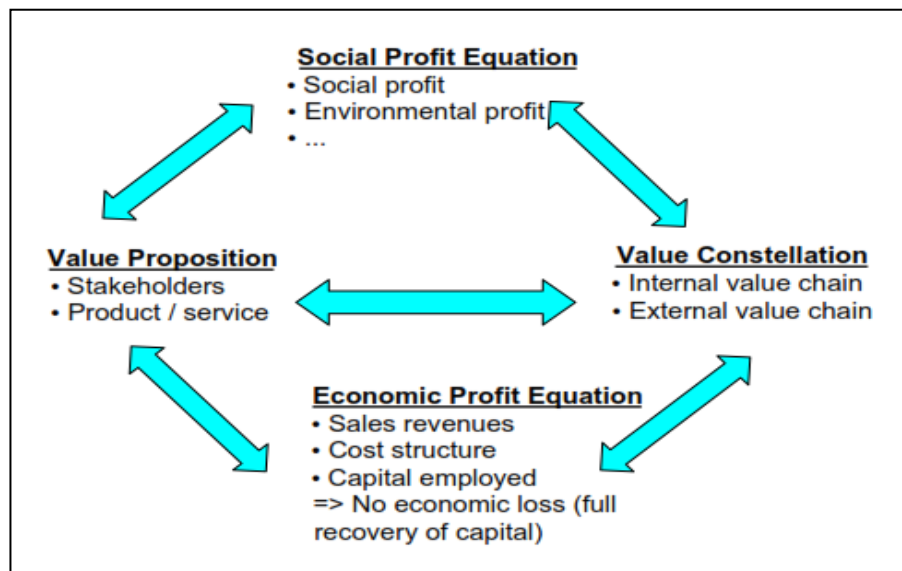 Social Profit Equation
• Social profit
• Environmental profit
• ...
Value Proposition
• Stakeholders
• Product / service
Value Constellation
• Internal value chain
• External value chain
Economic Profit Equation
• Sales revenues
• Cost structure
• Capital employed
=> No economic loss (full
recovery of capital)